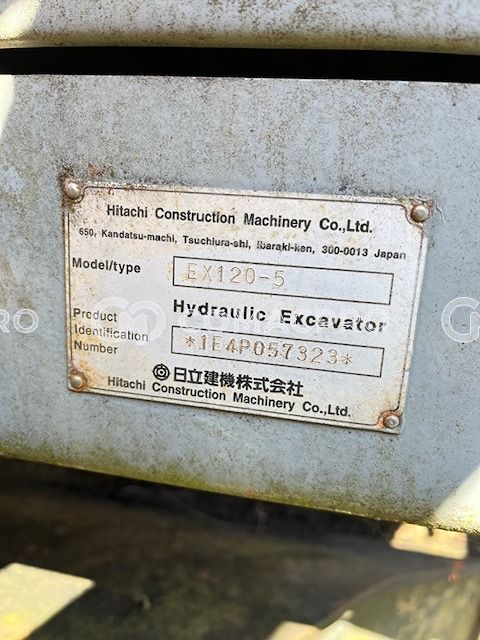 Hitachi Construction Machinery Co.,Ltd.
650, Kandatsu-machi, Tsuchiura-shi, Ibaraki-ken, 300-0013 Japan
Model/type EX120-5
Hydraulic Excavator
Product Identification Number *1E4P057323*
日立建機株式会社
Hitachi Construction Machinery Co.,Ltd.